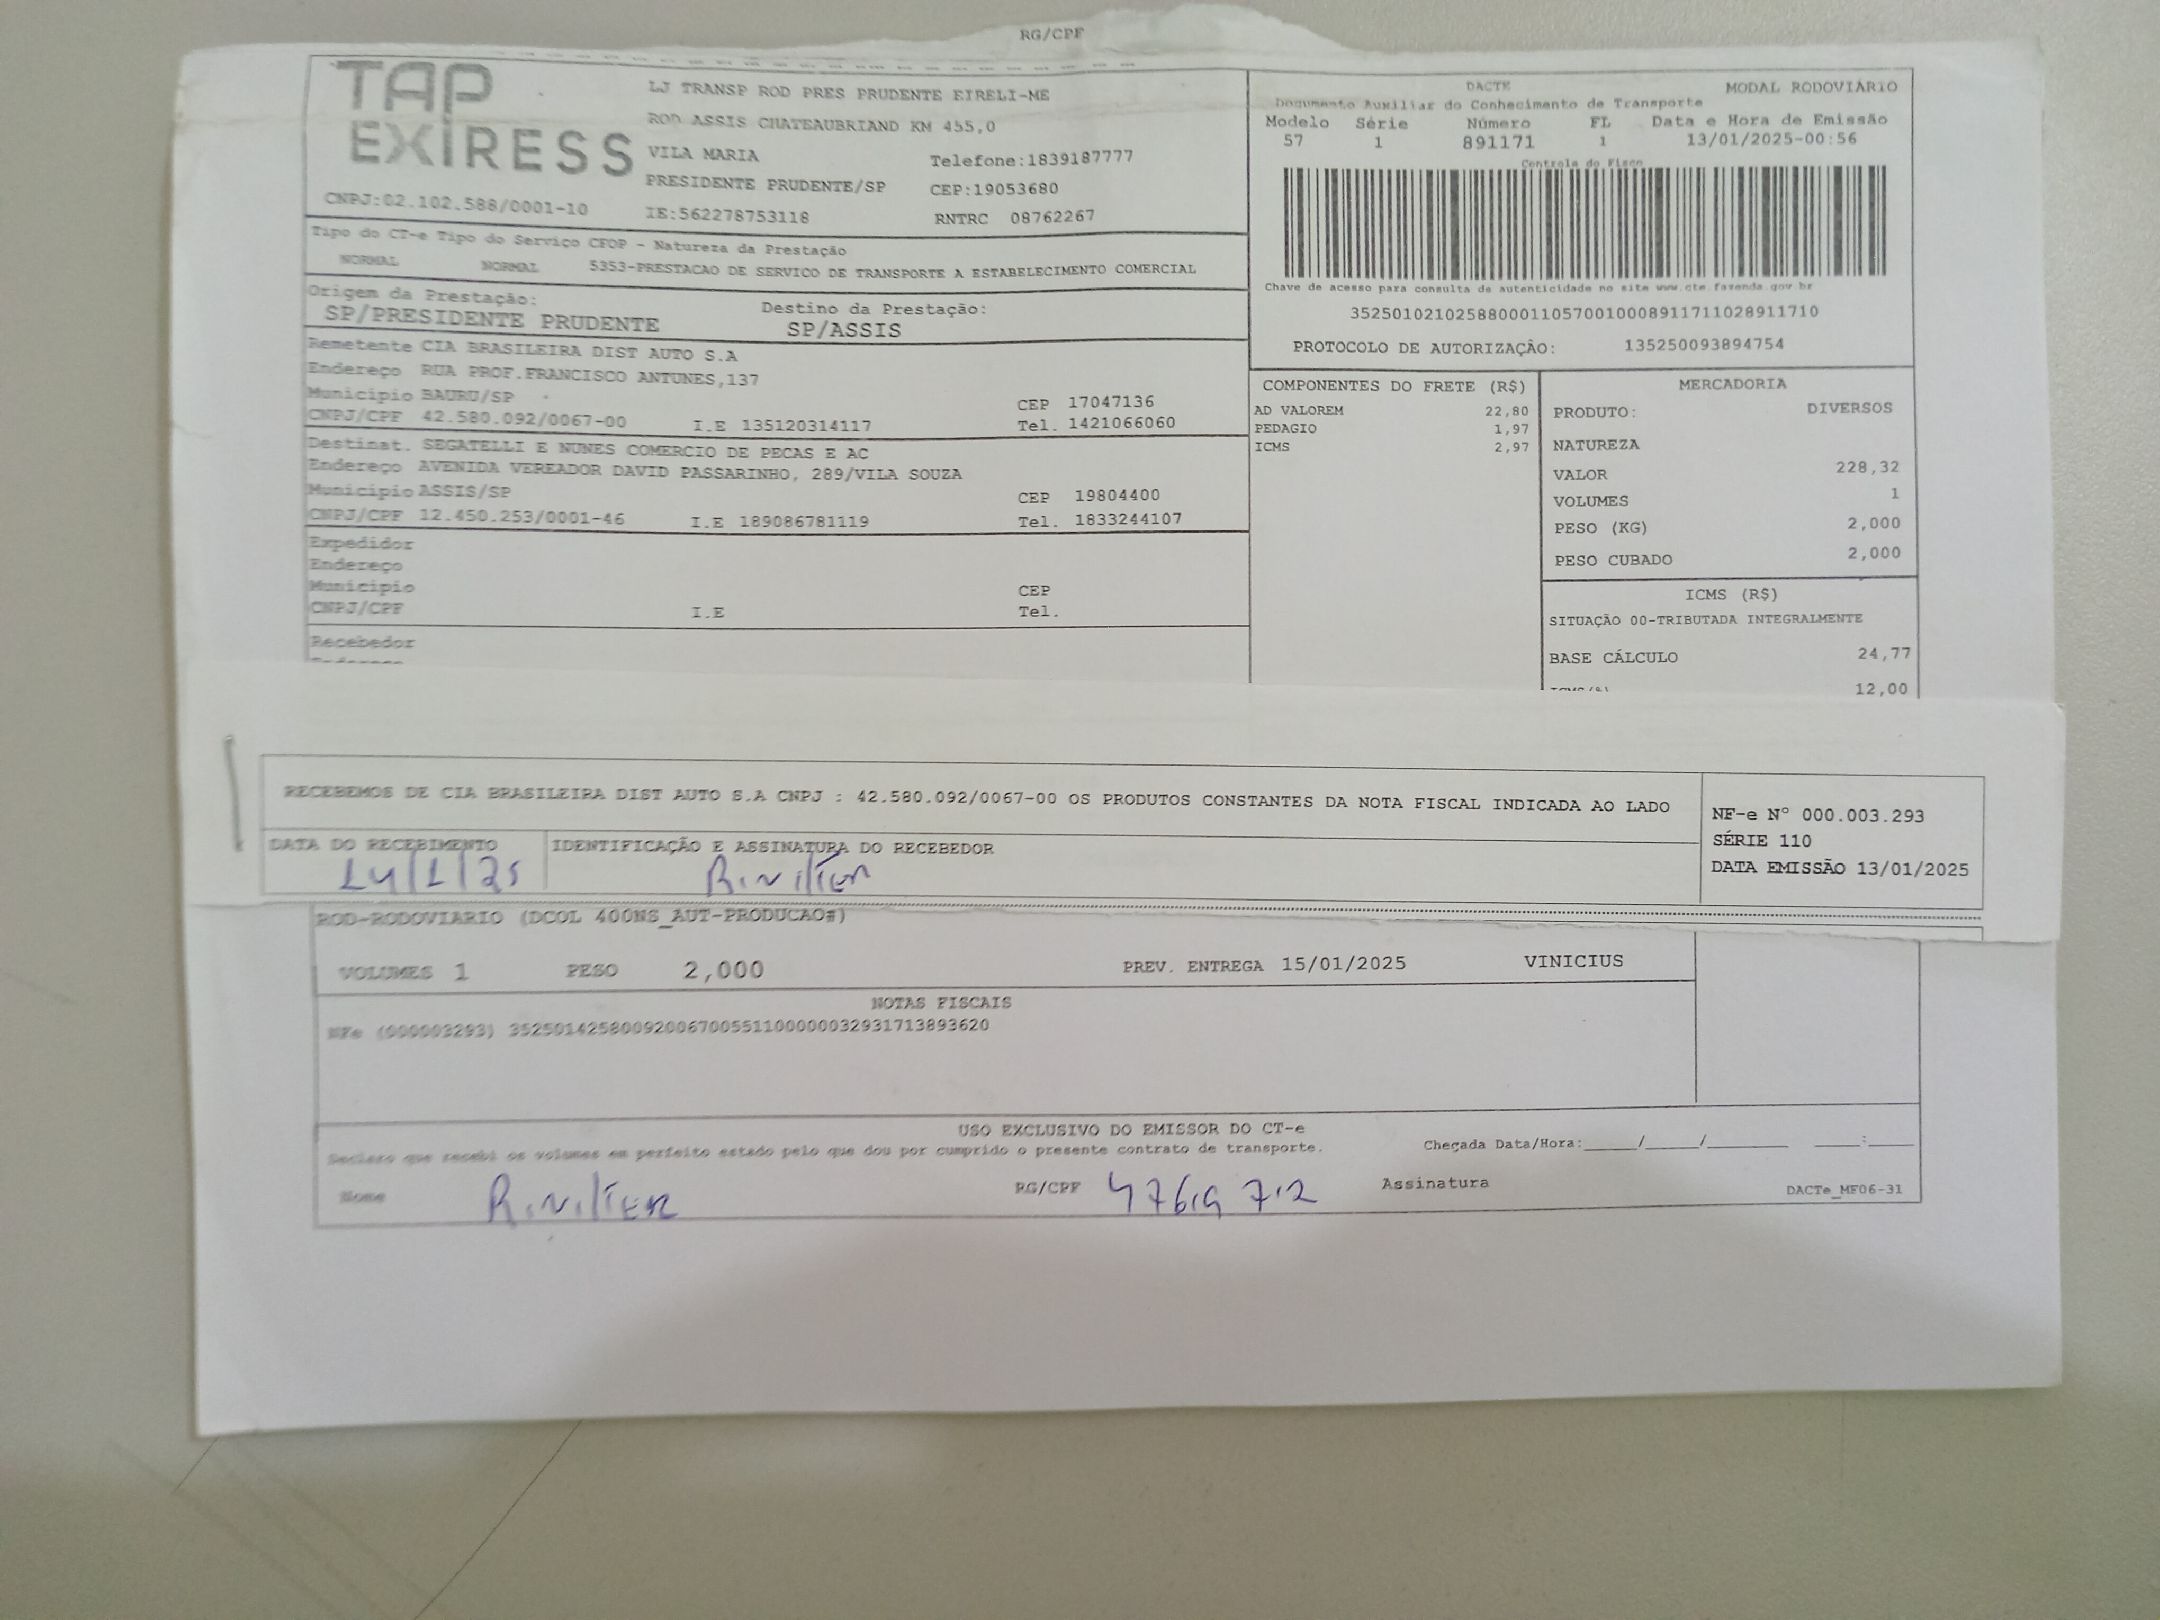 RG/CPF
TAP
EXPRESS
LJ TRANSP ROD PRES PRUDENTE EIRELI-ME
ROD ASSIS CHATEAUBRIAND KM 455,0
VILA MARIA Telefone:1839187777
PRESIDENTE PRUDENTE/SP CEP:19053680
CNPJ:02.102.588/0001-10 IE:562278753118 RNTRC 08762267
DACTE MODAL RODOVIÁRIO
Documento Auxiliar do Conhecimento de Transporte
Modelo Série Número FL Data e Hora de Emissão
57 1 891171 1 13/01/2025-00:56
Controle do Fisco
Chave de acesso para consulta de autenticidade no site www.cte.fazenda.gov.br
35250102102588000110570010008911711028911710
PROTOCOLO DE AUTORIZAÇÃO: 135250093894754
Tipo do CT-e Tipo do Serviço CFOP - Natureza da Prestação
NORMAL NORMAL 5353-PRESTACAO DE SERVICO DE TRANSPORTE A ESTABELECIMENTO COMERCIAL
Origem da Prestação: Destino da Prestação:
SP/PRESIDENTE PRUDENTE SP/ASSIS
Remetente CIA BRASILEIRA DIST AUTO S.A
Endereço RUA PROF.FRANCISCO ANTUNES,137
Município BAURU/SP CEP 17047136
CNPJ/CPF 42.580.092/0067-00 I.E 135120314117 Tel. 1421066060
Destinat. SEGATELLI E NUNES COMERCIO DE PECAS E AC
Endereço AVENIDA VEREADOR DAVID PASSARINHO, 289/VILA SOUZA
Município ASSIS/SP CEP 19804400
CNPJ/CPF 12.450.253/0001-46 I.E 189086781119 Tel. 1833244107
Expedidor
Endereço
Município CEP
CNPJ/CPF I.E Tel.
Recebedor
COMPONENTES DO FRETE (R$)
AD VALOREM 22,80
PEDAGIO 1,97
ICMS 2,97
MERCADORIA
PRODUTO: DIVERSOS
NATUREZA
VALOR 228,32
VOLUMES 1
PESO (KG) 2,000
PESO CUBADO 2,000
ICMS (R$)
SITUAÇÃO 00-TRIBUTADA INTEGRALMENTE
BASE CÁLCULO 24,77
12,00
RECEBEMOS DE CIA BRASILEIRA DIST AUTO S.A CNPJ : 42.580.092/0067-00 OS PRODUTOS CONSTANTES DA NOTA FISCAL INDICADA AO LADO
DATA DO RECEBIMENTO IDENTIFICAÇÃO E ASSINATURA DO RECEBEDOR
14/1/25
NF-e Nº 000.003.293
SÉRIE 110
DATA EMISSÃO 13/01/2025
ROD-RODOVIARIO (DCOL 400NS_AUT-PRODUCAO#)
VOLUMES 1 PESO 2,000 PREV. ENTREGA 15/01/2025 VINICIUS
NOTAS FISCAIS
NFe (000003293) 35250142580092006700551100000032931713893620
USO EXCLUSIVO DO EMISSOR DO CT-e
Declaro que recebi os volumes em perfeito estado pelo que dou por cumprido o presente contrato de transporte. Chegada Data/Hora:_____/_____/________ ____:____
Nome RG/CPF Assinatura DACTe_MF06-31